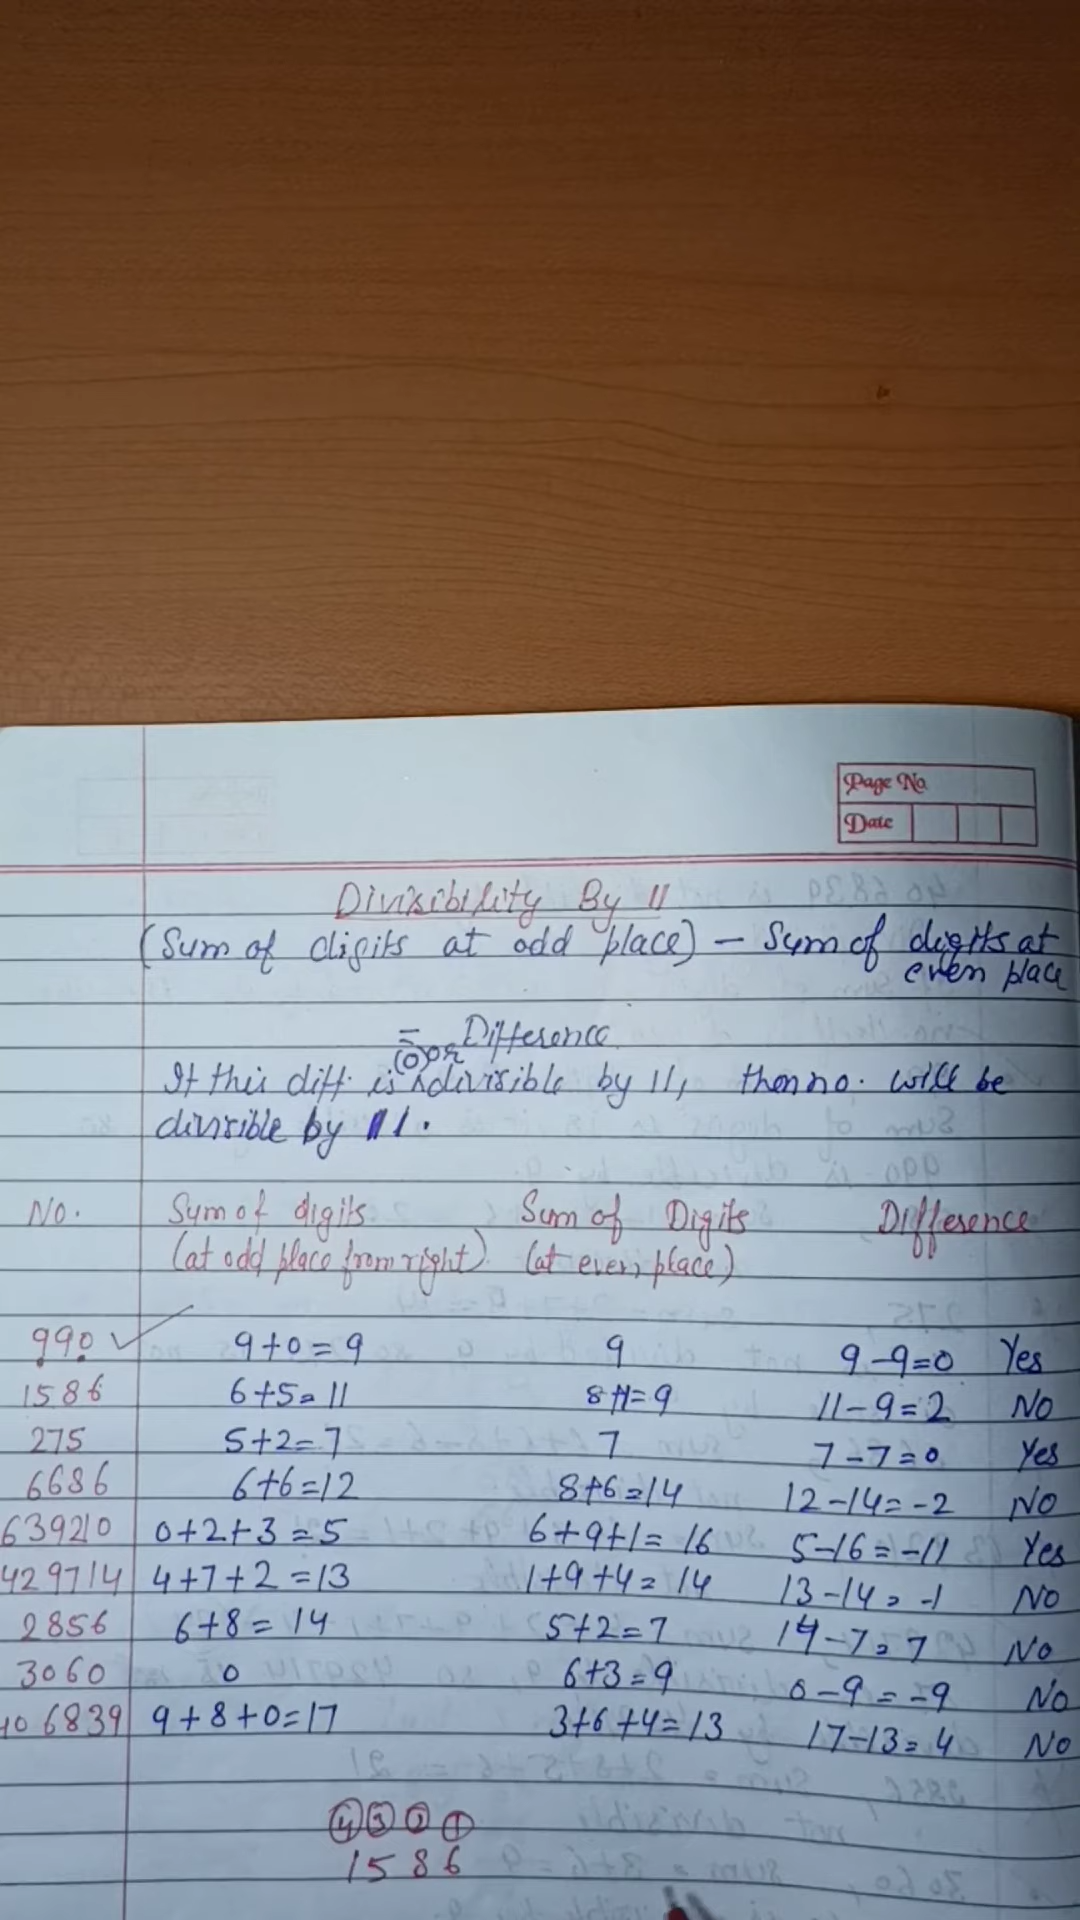 Page No.
Date
Divisibility By 11
(Sum of digits at odd place) - Sum of digits at
even place
= Difference
(0) or
If this diff. is divisible by 11, then no. will be
divisible by 11.
No. Sum of digits Sum of Digits Difference
(at odd place from right) (at even place)
990 ✓ 9+0=9 9 9-9=0 Yes
1586 6+5=11 8+1=9 11-9=2 No
275 5+2=7 7 7-7=0 Yes
6686 6+6=12 8+6=14 12-14=-2 No
639210 0+2+3=5 6+9+1=16 5-16=-11 Yes
429714 4+7+2=13 1+9+4=14 13-14=-1 No
2856 6+8=14 5+2=7 14-7=7 No
3060 0 6+3=9 0-9=-9 No
406839 9+8+0=17 3+6+4=13 17-13=4 No
④③②①
1586